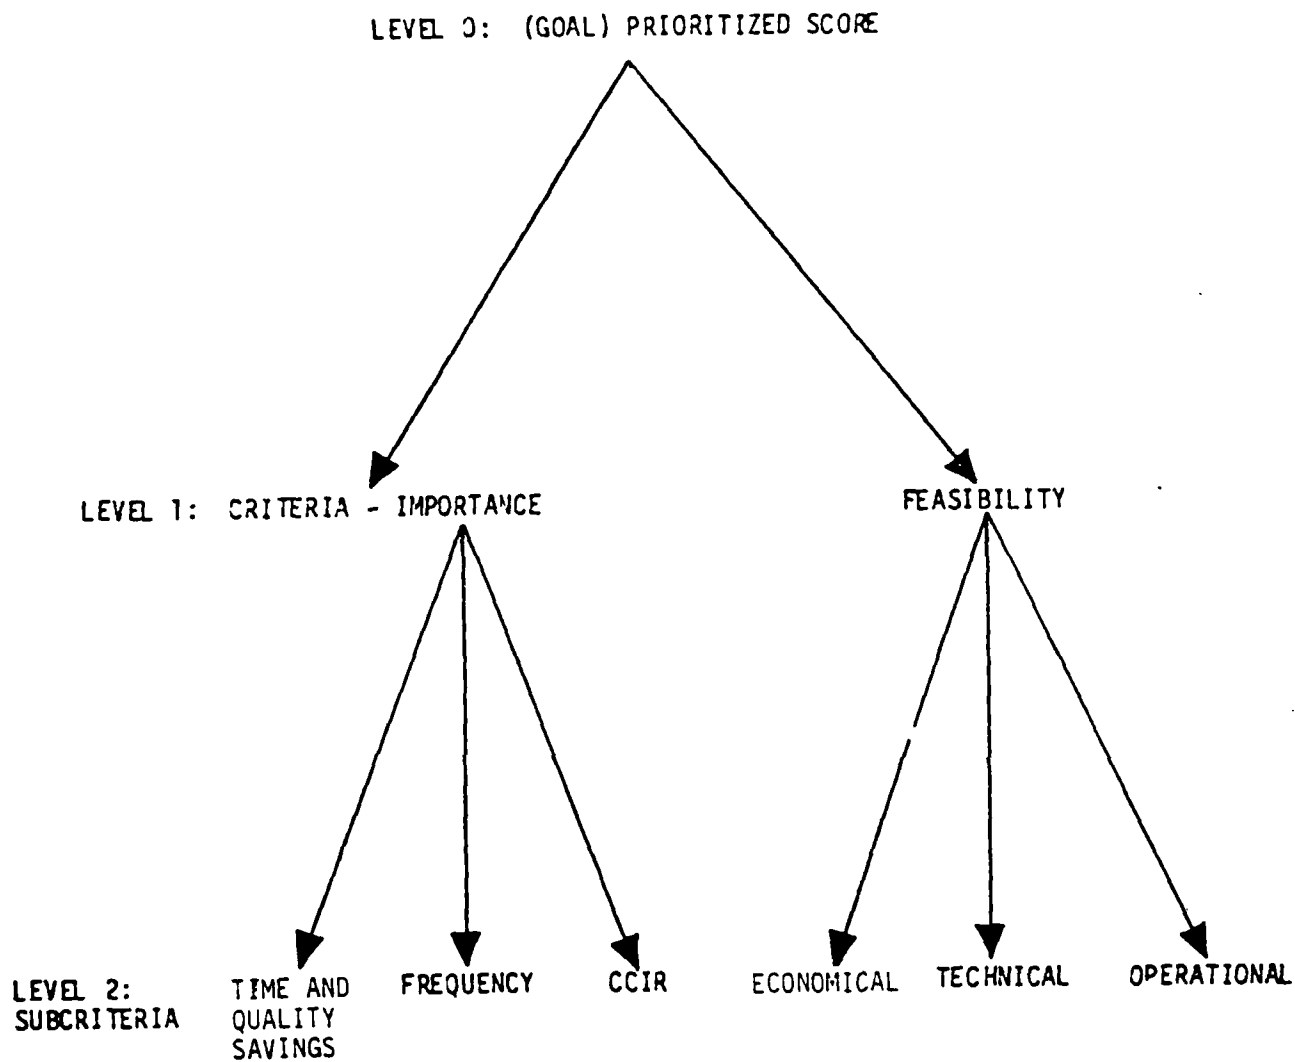 LEVEL 0: (GOAL) PRIORITIZED SCORE
LEVEL 1: CRITERIA - IMPORTANCE
FEASIBILITY
LEVEL 2:
SUBCRITERIA
TIME AND
QUALITY
SAVINGS
FREQUENCY
CCIR
ECONOMICAL
TECHNICAL
OPERATIONAL